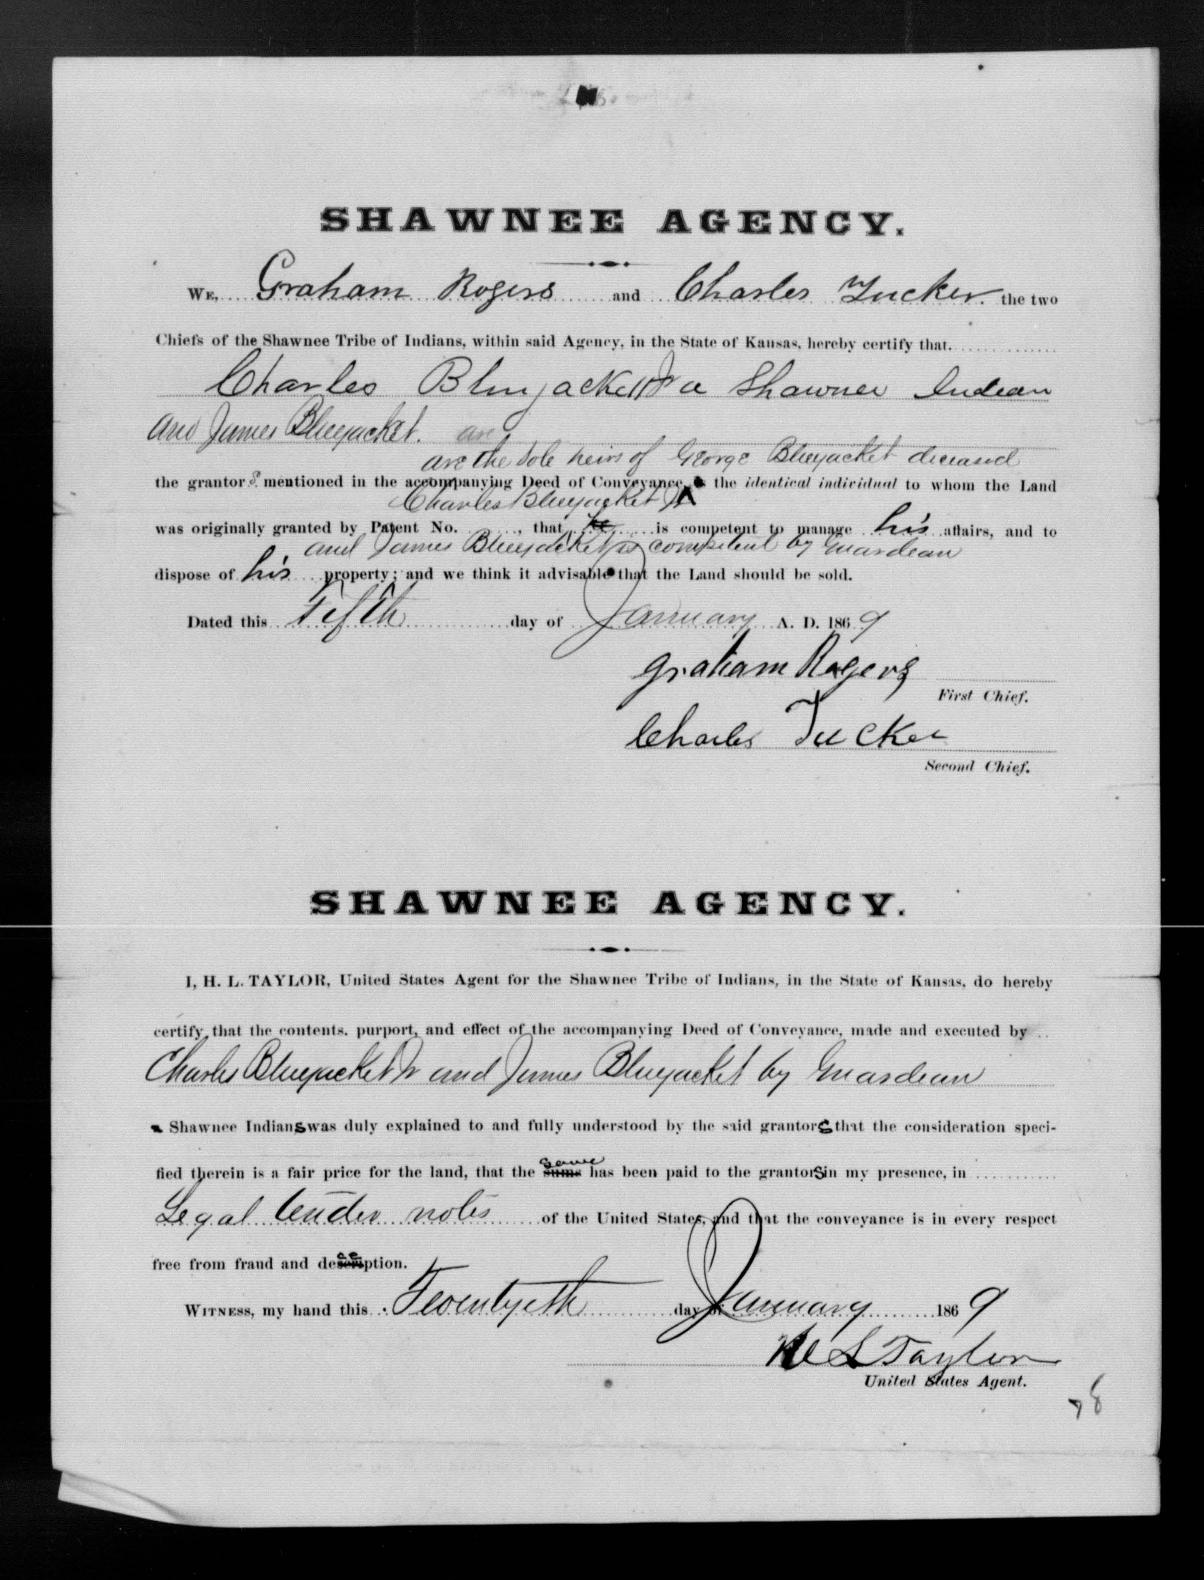 SHAWNEE AGENCY.
WE, Graham Rogers and Charles Tucker the two
Chiefs of the Shawnee Tribe of Indians, within said Agency, in the State of Kansas, hereby certify that
Charles Bluejackett Jr a Shawnee Indian
and James Bluejacket. are
are the Sole heirs of George Bluejacket deceased
the grantors mentioned in the accompanying Deed of Conveyance, the identical individual to whom the Land
Charles Bluejacket Jr
was originally granted by Patent No. , that he is competent to manage his affairs, and to
and James Bluejacket is competent by Guardean
dispose of his property; and we think it advisable that the Land should be sold.
Dated this Fifth day of January A. D. 1869
Graham Rogers
First Chief.
Charles Tucker
Second Chief.
SHAWNEE AGENCY.
I, H. L. TAYLOR, United States Agent for the Shawnee Tribe of Indians, in the State of Kansas, do hereby
certify that the contents, purport, and effect of the accompanying Deed of Conveyance, made and executed by
Charles Bluejacket Jr and James Bluejacket by Guardean
a Shawnee Indians was duly explained to and fully understood by the said grantors that the consideration speci-
same
fied therein is a fair price for the land, that the sums has been paid to the grantors in my presence, in
Legal tender notes of the United States, and that the conveyance is in every respect
free from fraud and deception.
WITNESS, my hand this Twentyeth day of January 1869
H L Taylor
United States Agent.